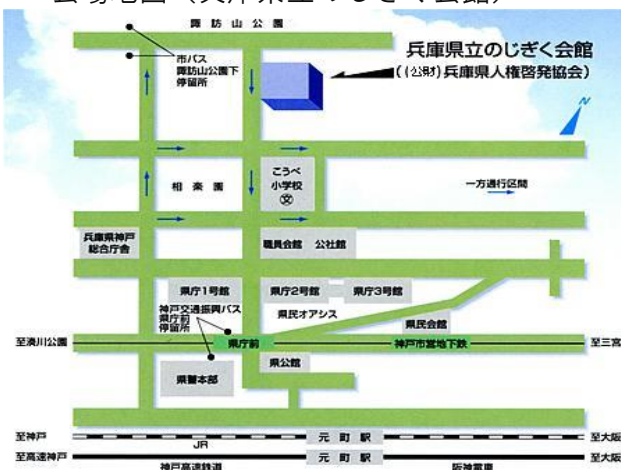 会場地図（兵庫県立のじぎく会館）
諏訪山公園
市バス
諏訪山公園下
停留所
兵庫県立のじぎく会館
((公財)兵庫県人権啓発協会)
N
こうべ
小学校
文
相楽園
一方通行区間
兵庫県神戸
総合庁舎
職員会館 公社館
県庁1号館
県庁2号館
県庁3号館
神戸交通振興バス
県庁前
停留所
県民オアシス
県民会館
至湊川公園
県庁前
神戸市営地下鉄
至三宮
県公館
県警本部
至神戸
JR
元町駅
至大阪
至高速神戸
神戸高速鉄道
元町駅
阪神電車
至大阪